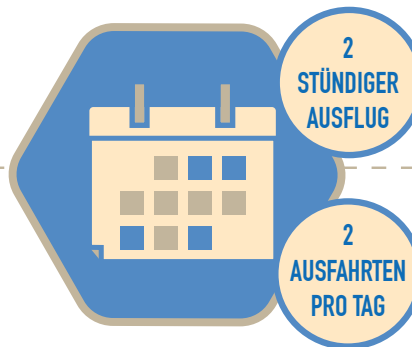 2
STÜNDIGER
AUSFLUG
2
AUSFAHRTEN
PRO TAG